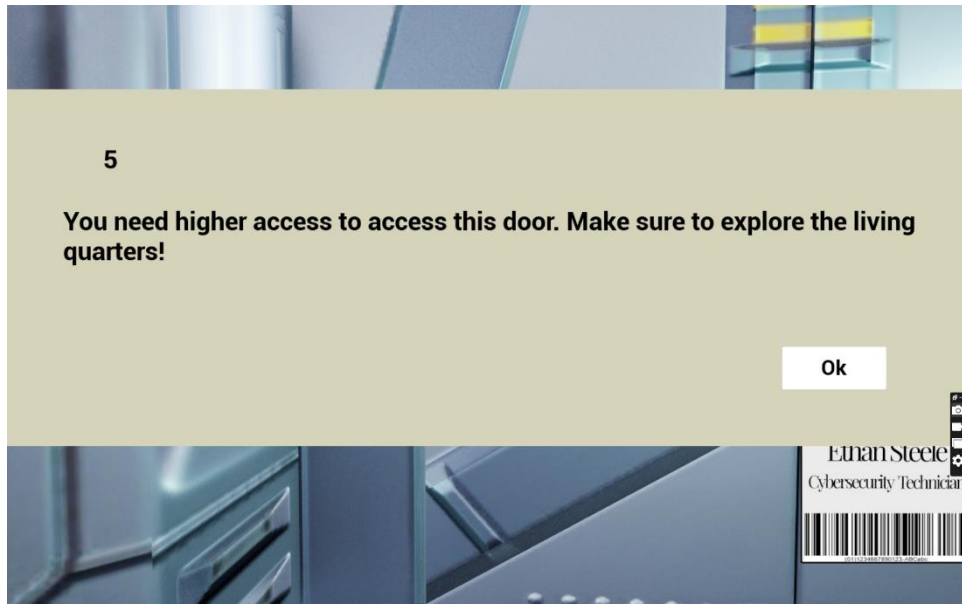 5
You need higher access to access this door. Make sure to explore the living
quarters!
Ok
Ethan Steele
Cybersecurity Technician